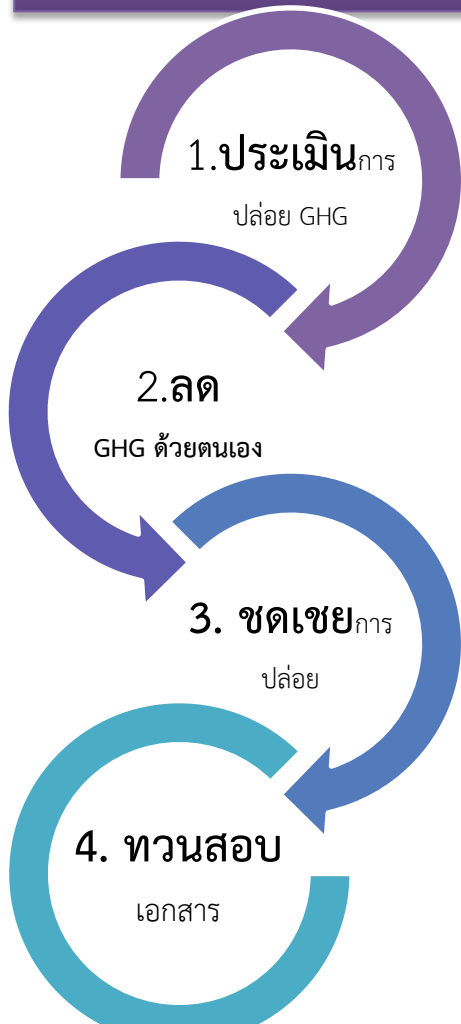 1.ประเมินการ
ปล่อย GHG
2.ลด
GHG ด้วยตนเอง
3. ชดเชยการ
ปล่อย
4. ทวนสอบ
เอกสาร